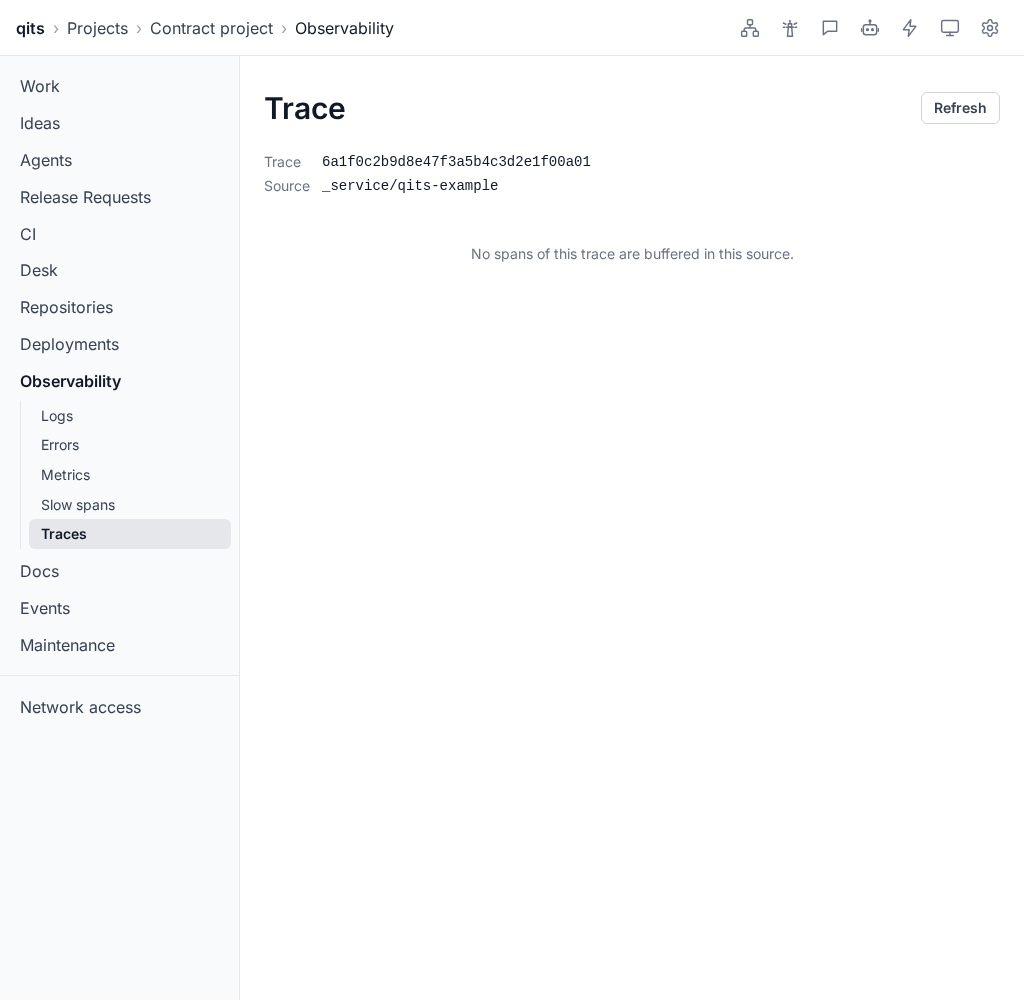 qits › Projects › Contract project › Observability
Work
Ideas
Agents
Release Requests
CI
Desk
Repositories
Deployments
Observability
Logs
Errors
Metrics
Slow spans
Traces
Docs
Events
Maintenance
Network access
Trace
Refresh
Trace 6a1f0c2b9d8e47f3a5b4c3d2e1f00a01
Source _service/qits-example
No spans of this trace are buffered in this source.